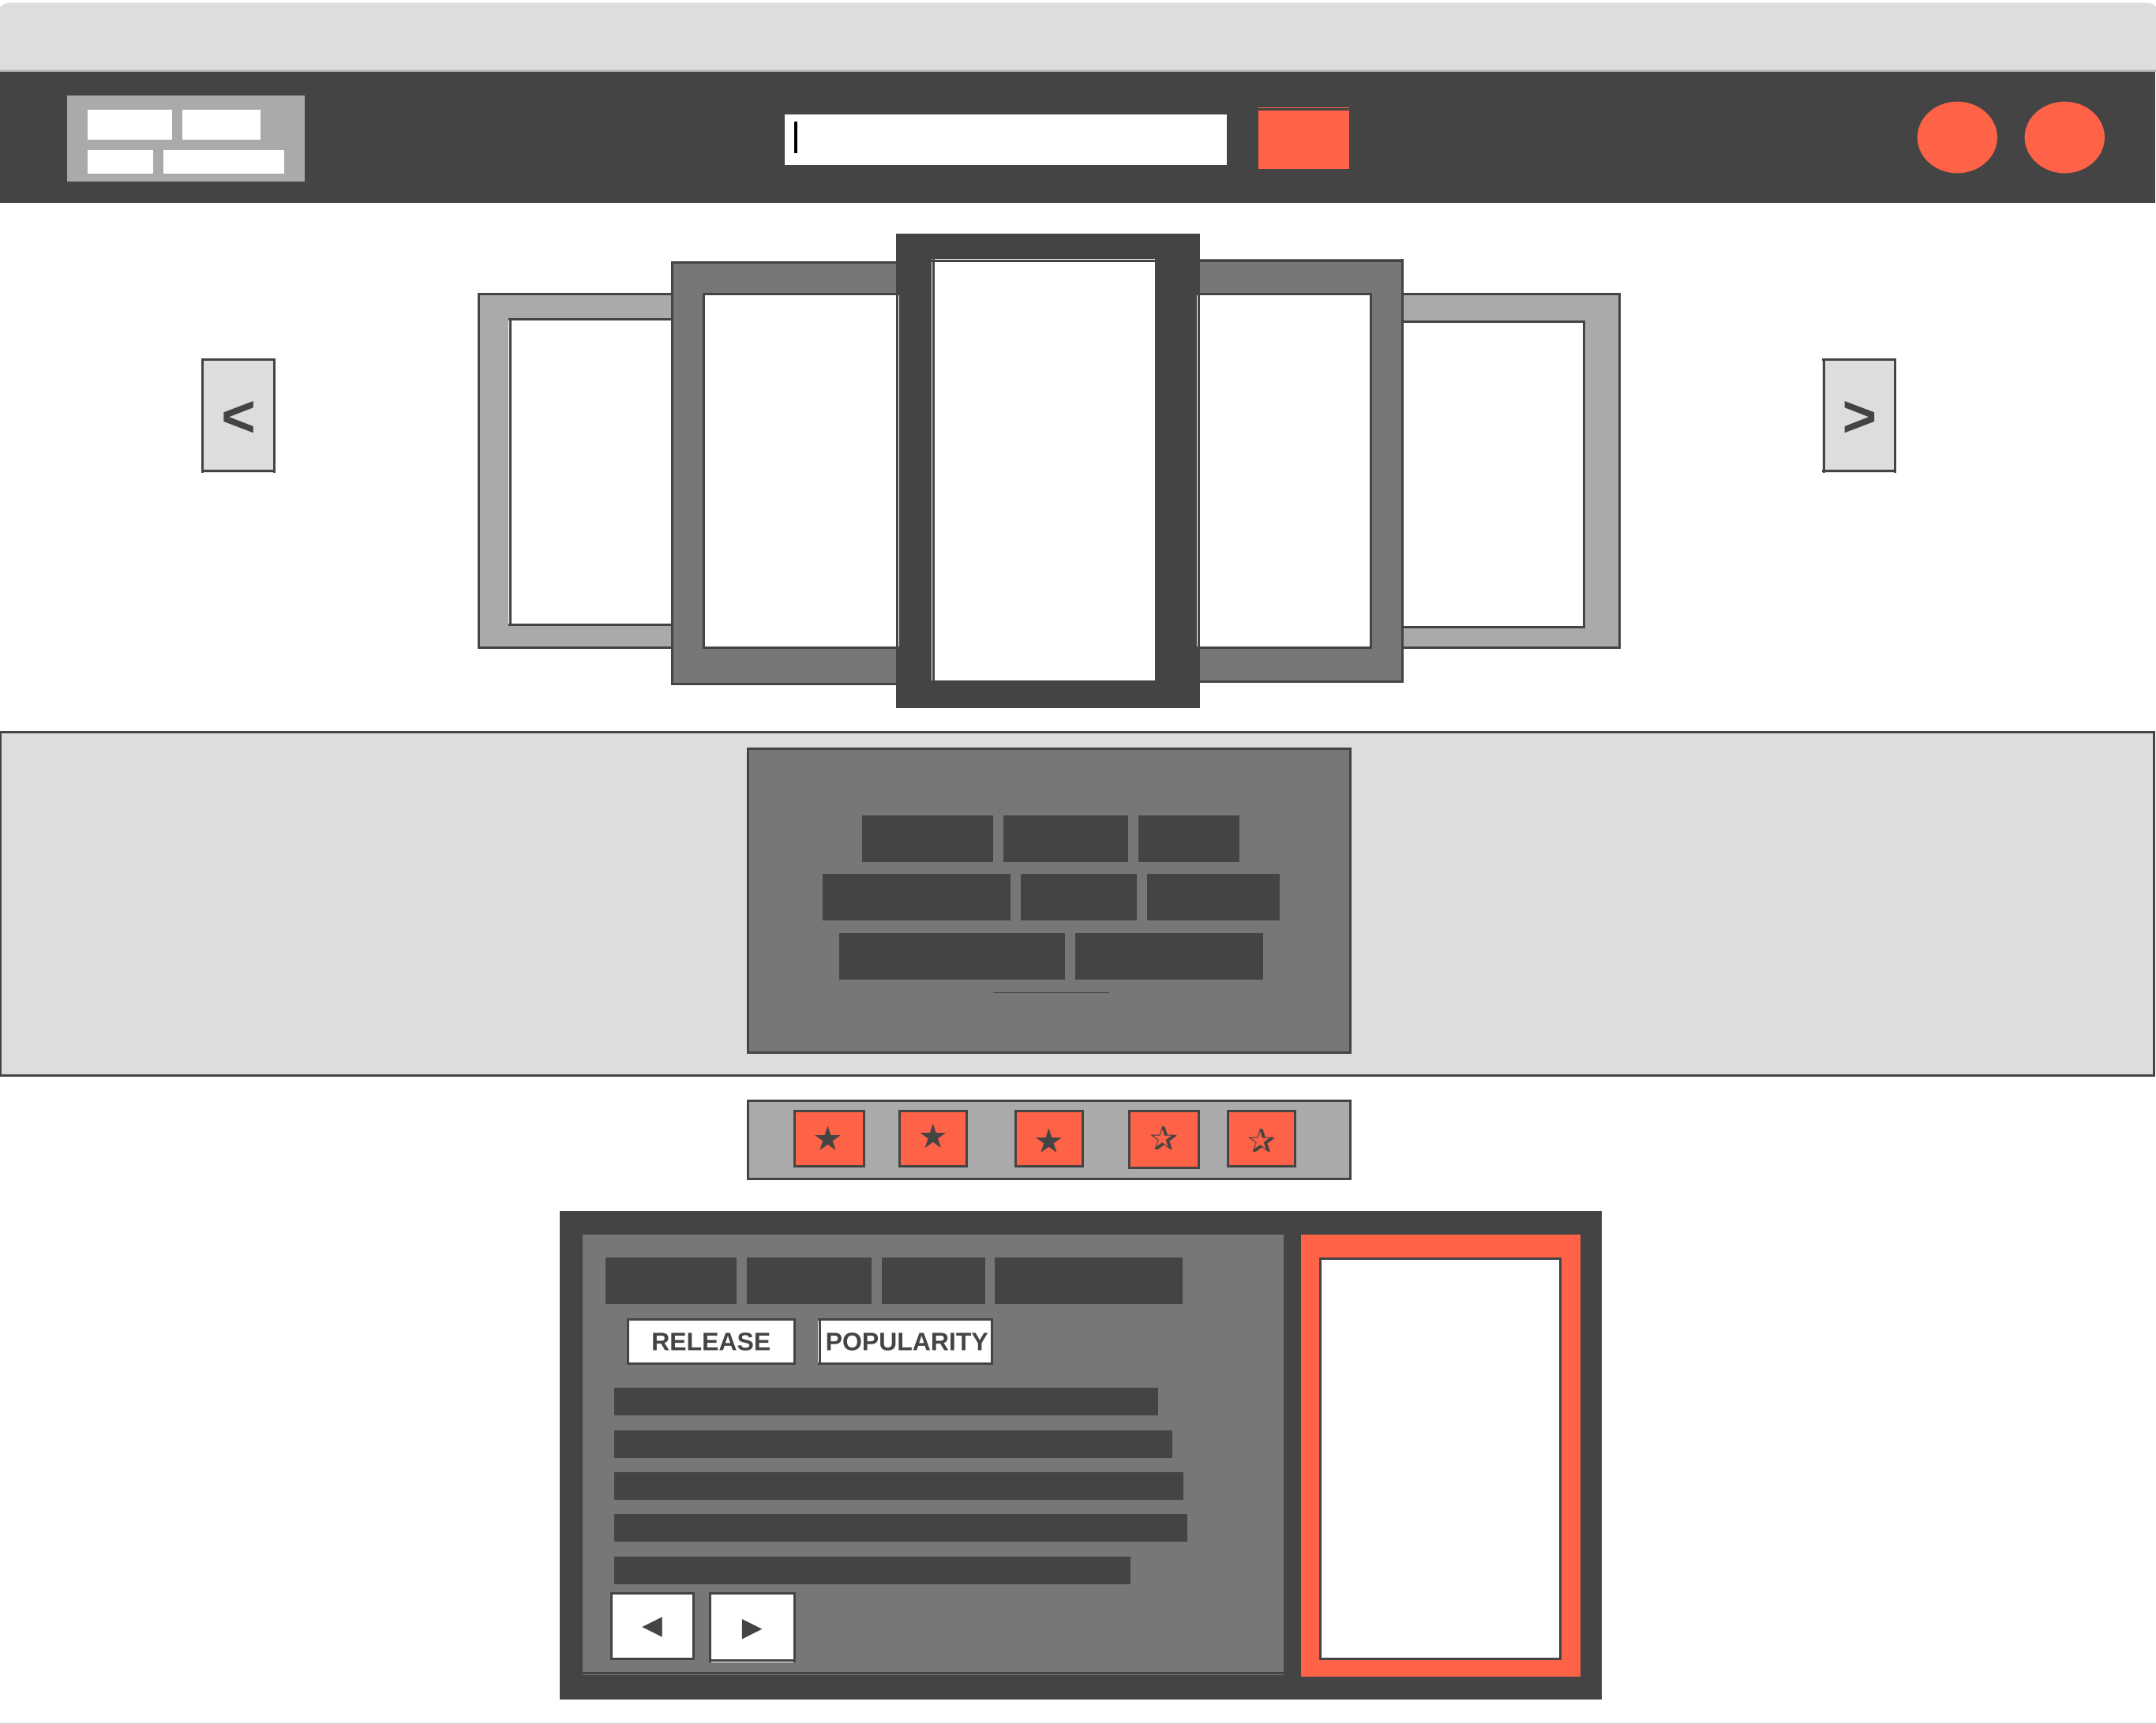 <
>
★ ★ ★ ☆ ☆
RELEASE POPULARITY
◀ ▶